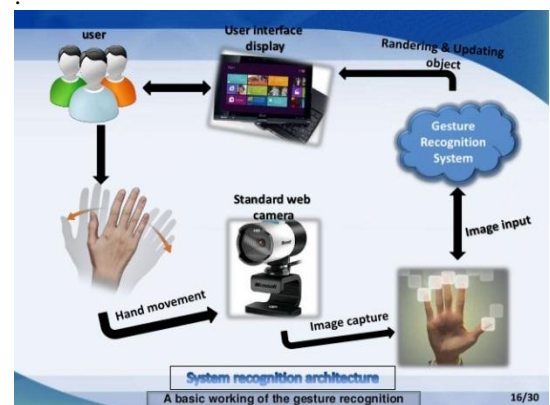 .
user
User interface
display
Randering & Updating
object
Gesture
Recognition
System
Standard web
camera
Image input
Hand movement
Image capture
System recognition architecture
A basic working of the gesture recognition
16/30